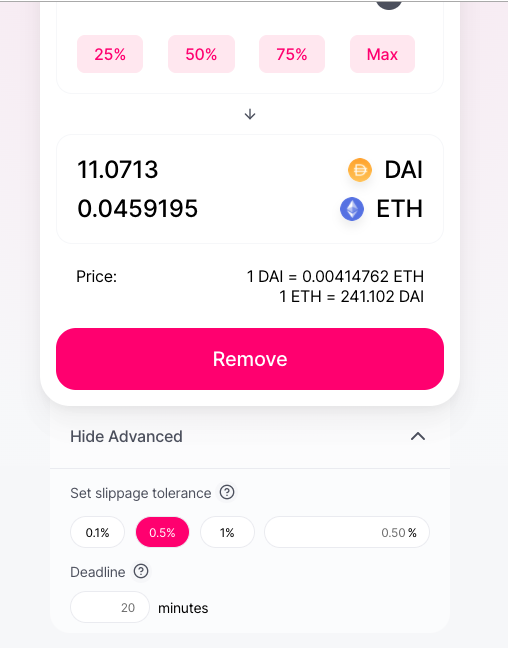 25% 50% 75% Max
11.0713 DAI
0.0459195 ETH
Price: 1 DAI = 0.00414762 ETH
1 ETH = 241.102 DAI
Remove
Hide Advanced
Set slippage tolerance ?
0.1% 0.5% 1% 0.50 %
Deadline ?
20 minutes